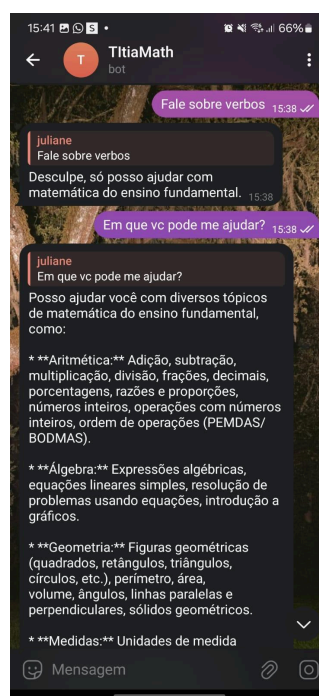 15:41
66%
T
TItiaMath
bot
Fale sobre verbos 15:38
juliane
Fale sobre verbos
Desculpe, só posso ajudar com
matemática do ensino fundamental. 15:38
Em que vc pode me ajudar? 15:38
juliane
Em que vc pode me ajudar?
Posso ajudar você com diversos tópicos
de matemática do ensino fundamental,
como:
* **Aritmética:** Adição, subtração,
multiplicação, divisão, frações, decimais,
porcentagens, razões e proporções,
números inteiros, operações com números
inteiros, ordem de operações (PEMDAS/
BODMAS).
* **Álgebra:** Expressões algébricas,
equações lineares simples, resolução de
problemas usando equações, introdução a
gráficos.
* **Geometria:** Figuras geométricas
(quadrados, retângulos, triângulos,
círculos, etc.), perímetro, área,
volume, ângulos, linhas paralelas e
perpendiculares, sólidos geométricos.
* **Medidas:** Unidades de medida
Mensagem